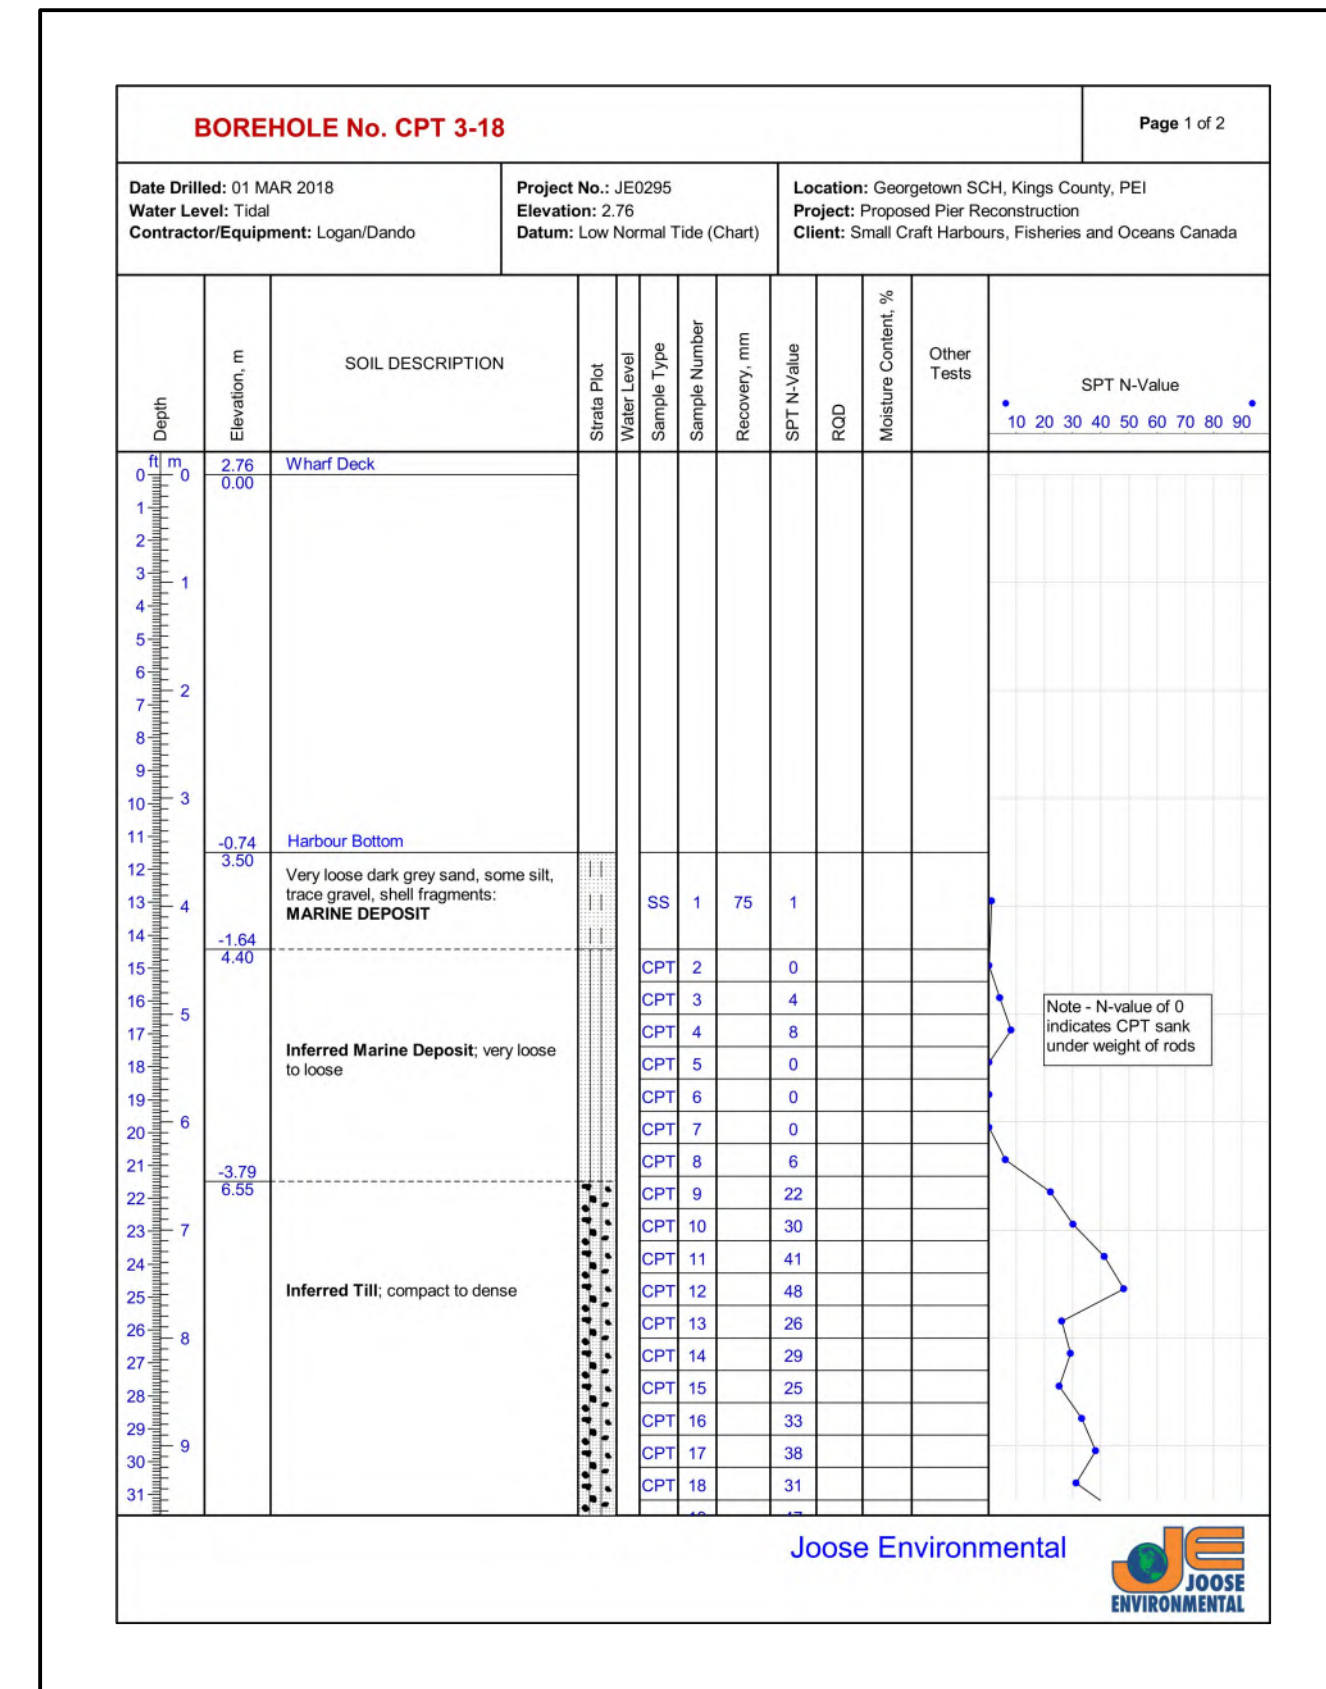 BOREHOLE No. CPT 3-18
Page 1 of 2
Date Drilled: 01 MAR 2018
Water Level: Tidal
Contractor/Equipment: Logan/Dando
Project No.: JE0295
Elevation: 2.76
Datum: Low Normal Tide (Chart)
Location: Georgetown SCH, Kings County, PEI
Project: Proposed Pier Reconstruction
Client: Small Craft Harbours, Fisheries and Oceans Canada
Depth
Elevation, m
SOIL DESCRIPTION
Strata Plot
Water Level
Sample Type
Sample Number
Recovery, mm
SPT N-Value
RQD
Moisture Content, %
Other
Tests
SPT N-Value
10 20 30 40 50 60 70 80 90
ft m
2.76 Wharf Deck
0 0 0.00
1
2
3
1
4
5
6
2
7
8
9
10 3
11
-0.74 Harbour Bottom
3.50
12
Very loose dark grey sand, some silt,
trace gravel, shell fragments:
MARINE DEPOSIT
13 4 SS 1 75 1
14
-1.64
4.40
15 CPT 2 0
16 CPT 3 4
5
17 CPT 4 8
Note - N-value of 0
indicates CPT sank
under weight of rods
Inferred Marine Deposit; very loose
to loose
18 CPT 5 0
19 CPT 6 0
6
20 CPT 7 0
21 CPT 8 6
-3.79
6.55
22 CPT 9 22
23 7 CPT 10 30
24 CPT 11 41
Inferred Till; compact to dense
25 CPT 12 48
26 CPT 13 26
8
27 CPT 14 29
28 CPT 15 25
29 CPT 16 33
9
30 CPT 17 38
31 CPT 18 31
Joose Environmental
JE
JOOSE
ENVIRONMENTAL